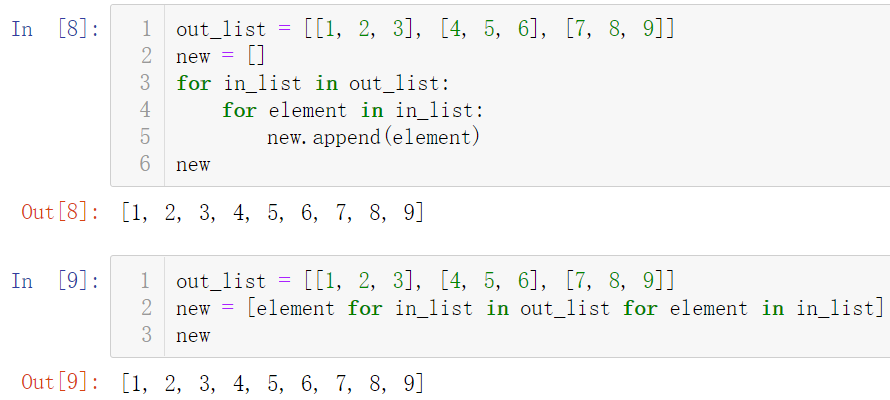 In [8]:
1 out_list = [[1, 2, 3], [4, 5, 6], [7, 8, 9]]
2 new = []
3 for in_list in out_list:
4     for element in in_list:
5         new.append(element)
6 new
Out[8]: [1, 2, 3, 4, 5, 6, 7, 8, 9]
In [9]:
1 out_list = [[1, 2, 3], [4, 5, 6], [7, 8, 9]]
2 new = [element for in_list in out_list for element in in_list]
3 new
Out[9]: [1, 2, 3, 4, 5, 6, 7, 8, 9]